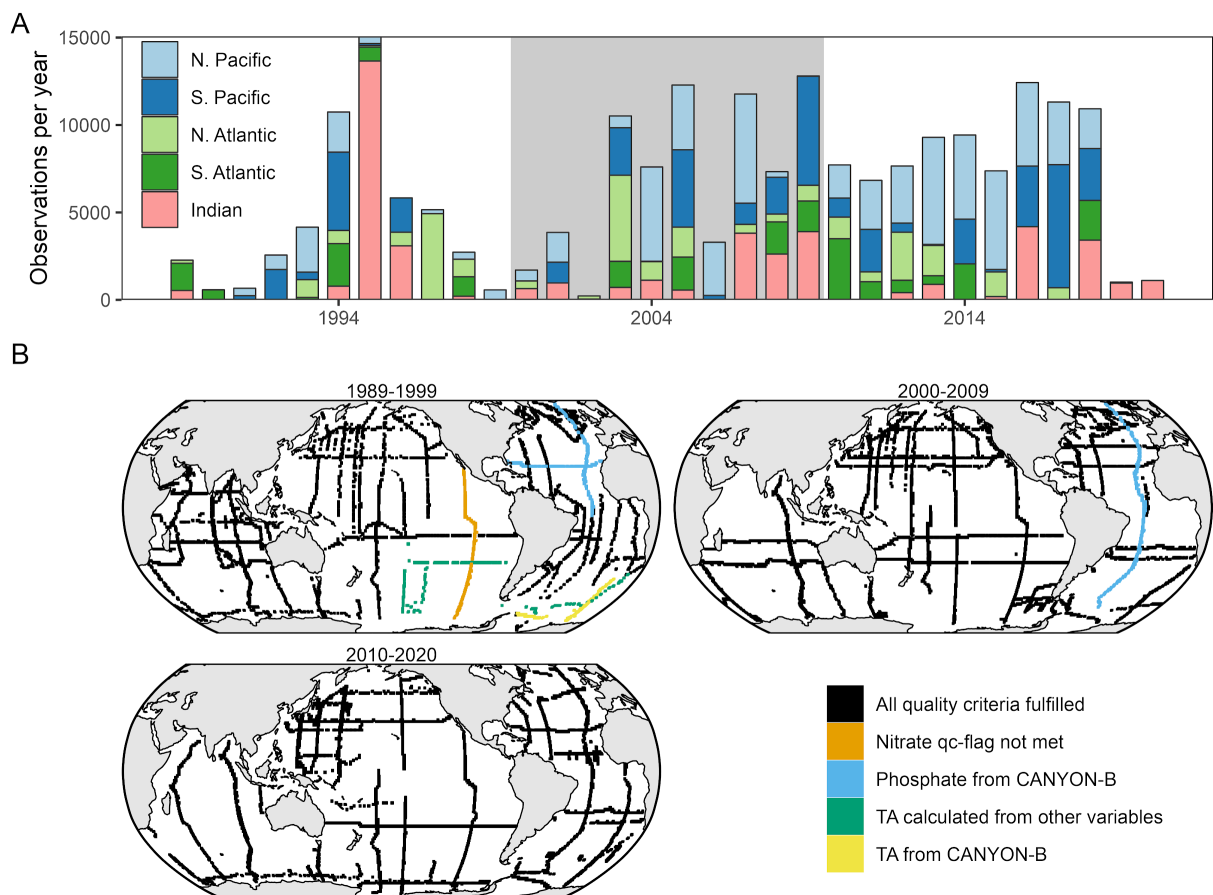 A
Observations per year
15000
10000
5000
0
N. Pacific
S. Pacific
N. Atlantic
S. Atlantic
Indian
1994
2004
2014
B
1989-1999
2000-2009
2010-2020
All quality criteria fulfilled
Nitrate qc-flag not met
Phosphate from CANYON-B
TA calculated from other variables
TA from CANYON-B